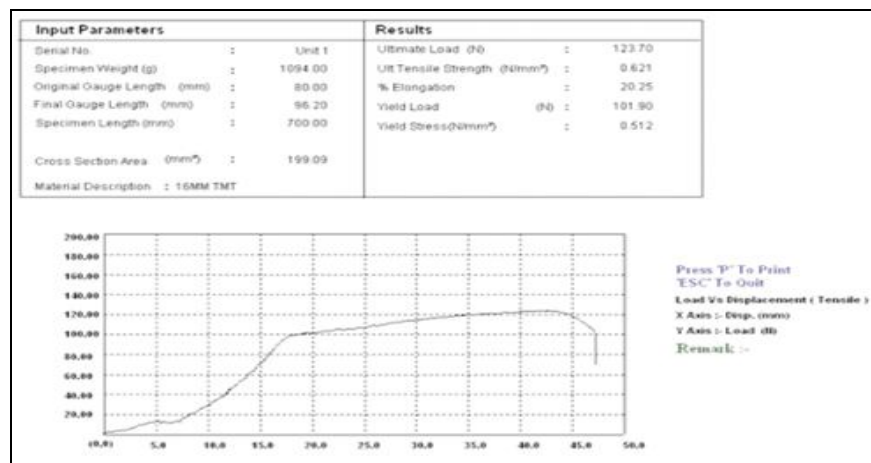 Input Parameters
Serial No. : Unit 1
Specimen Weight (g) : 1094.00
Original Gauge Length (mm) : 80.00
Final Gauge Length (mm) : 96.20
Specimen Length (mm) : 700.00
Cross Section Area (mm²) : 199.09
Material Description : 16MM TMT
Results
Ultimate Load (N) : 123.70
Ult Tensile Strength (N/mm²) : 0.621
% Elongation : 20.25
Yield Load (N) : 101.90
Yield Stress(N/mm²) : 0.512
200.00
180.00
160.00
140.00
120.00
100.00
80.00
60.00
40.00
20.00
(0,0) 5.0 10.0 15.0 20.0 25.0 30.0 35.0 40.0 45.0 50.0
Press 'P' To Print
'ESC' To Quit
Load Vs Displacement ( Tensile )
X Axis :- Disp. (mm)
Y Axis :- Load (N)
Remark :-